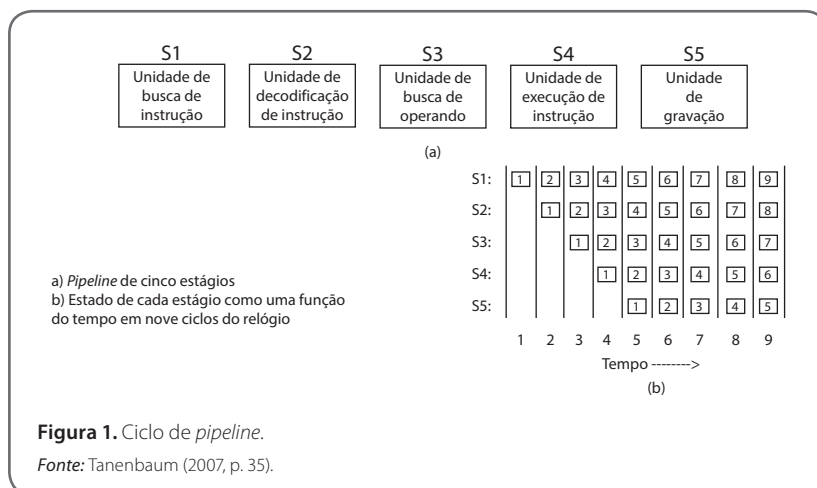 S1 S2 S3 S4 S5
Unidade de busca de instrução
Unidade de decodificação de instrução
Unidade de busca de operando
Unidade de execução de instrução
Unidade de gravação
(a)
S1: 1 2 3 4 5 6 7 8 9
S2: 1 2 3 4 5 6 7 8
S3: 1 2 3 4 5 6 7
S4: 1 2 3 4 5 6
S5: 1 2 3 4 5
1 2 3 4 5 6 7 8 9
Tempo -------->
(b)
a) Pipeline de cinco estágios
b) Estado de cada estágio como uma função
do tempo em nove ciclos do relógio
Figura 1. Ciclo de pipeline.
Fonte: Tanenbaum (2007, p. 35).